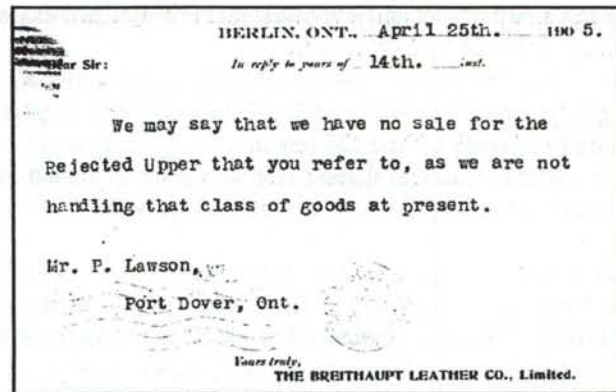 BERLIN, ONT., April 25th. 1905.
Dear Sir: In reply to yours of 14th. inst.
We may say that we have no sale for the
Rejected Upper that you refer to, as we are not
handling that class of goods at present.
Mr. P. Lawson,
Port Dover, Ont.
Yours truly,
THE BREITHAUPT LEATHER CO., Limited.